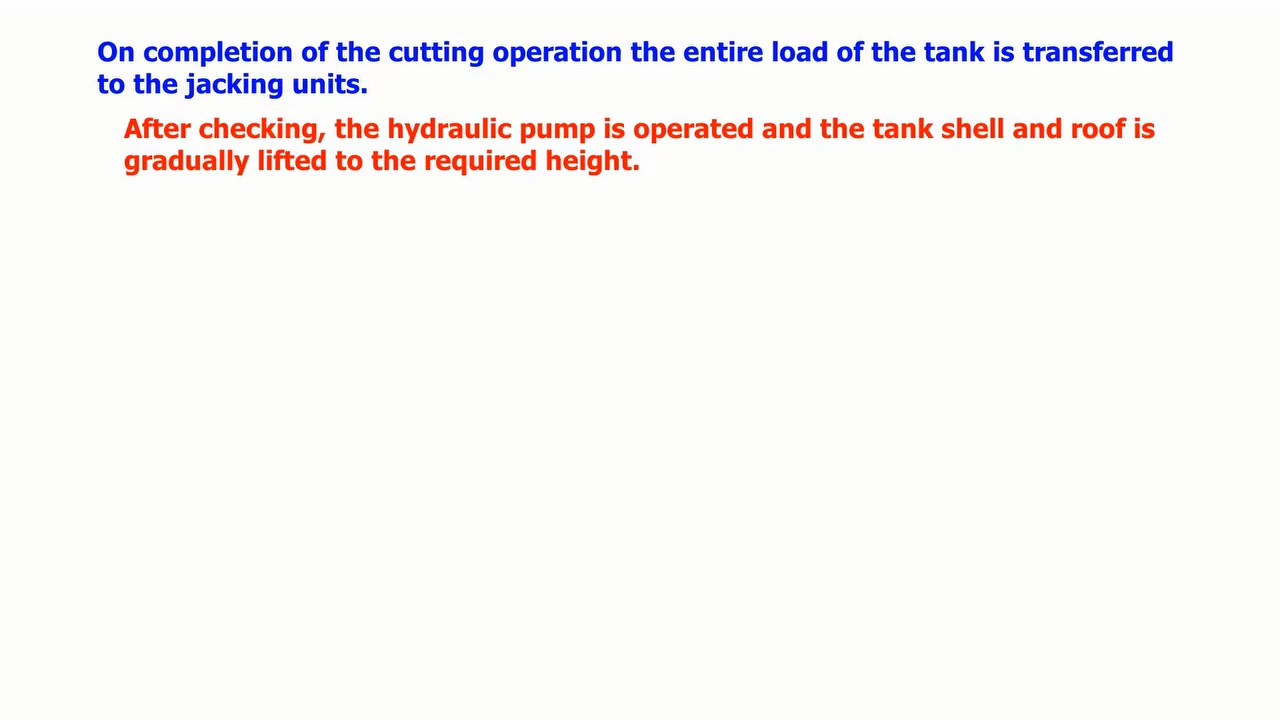 On completion of the cutting operation the entire load of the tank is transferred
to the jacking units.
After checking, the hydraulic pump is operated and the tank shell and roof is
gradually lifted to the required height.